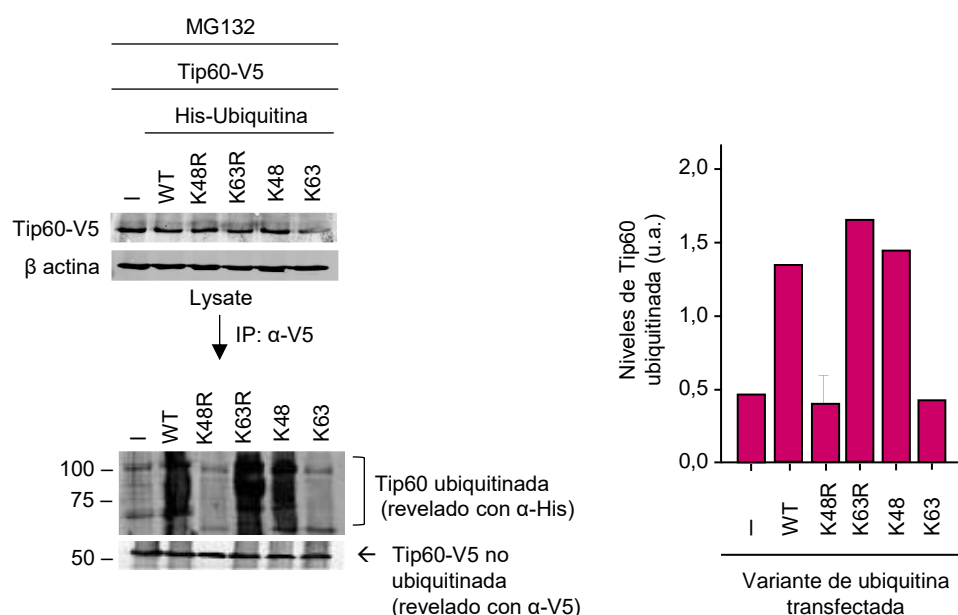 MG132
Tip60-V5
His-Ubiquitina
I WT K48R K63R K48 K63
Tip60-V5
β actina
Lysate
IP: α-V5
I WT K48R K63R K48 K63
100
75
Tip60 ubiquitinada
(revelado con α-His)
50
← Tip60-V5 no
ubiquitinada
(revelado con α-V5)
Niveles de Tip60
ubiquitinada (u.a.)
2,0
1,5
1,0
0,5
0,0
I WT K48R K63R K48 K63
Variante de ubiquitina
transfectada